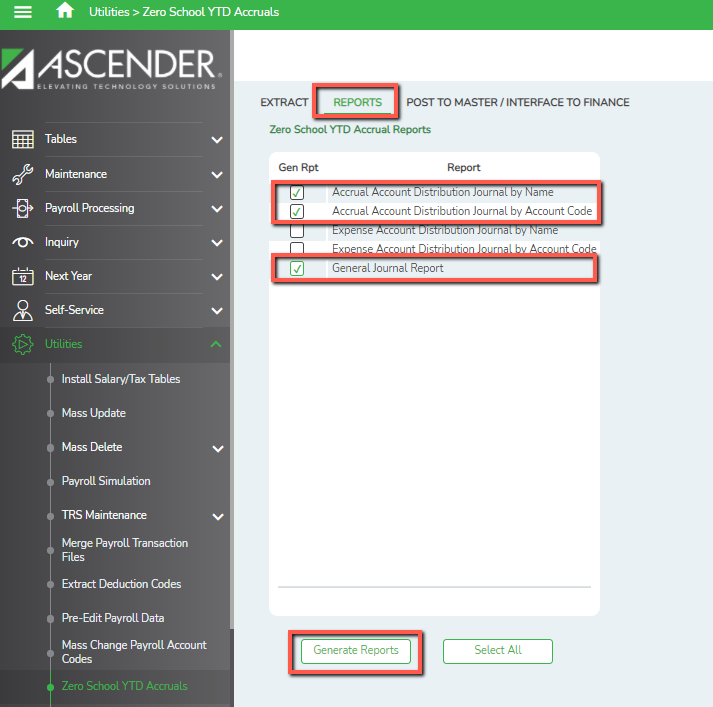 Utilities > Zero School YTD Accruals
ASCENDER
ELEVATING TECHNOLOGY SOLUTIONS
Tables
Maintenance
Payroll Processing
Inquiry
12
Next Year
Self-Service
Utilities
Install Salary/Tax Tables
Mass Update
Mass Delete
Payroll Simulation
TRS Maintenance
Merge Payroll Transaction
Files
Extract Deduction Codes
Pre-Edit Payroll Data
Mass Change Payroll Account
Codes
Zero School YTD Accruals
EXTRACT REPORTS POST TO MASTER / INTERFACE TO FINANCE
Zero School YTD Accrual Reports
Gen Rpt Report
Accrual Account Distribution Journal by Name
Accrual Account Distribution Journal by Account Code
Expense Account Distribution Journal by Name
Expense Account Distribution Journal by Account Code
General Journal Report
Generate Reports Select All